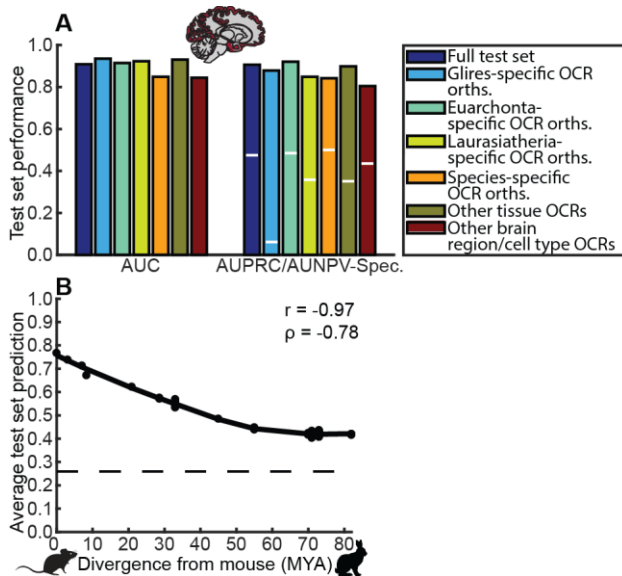 A
Test set performance
1.0
0.8
0.6
0.4
0.2
0.0
AUC
AUPRC/AUNPV-Spec.
Full test set
Glires-specific OCR
orths.
Euarchonta-
specific OCR orths.
Laurasiatheria-
specific OCR orths.
Species-specific
OCR orths.
Other tissue OCRs
Other brain
region/cell type OCRs
B
r = -0.97
ρ = -0.78
Average test set prediction
1.0
0.9
0.8
0.7
0.6
0.5
0.4
0.3
0.2
0.1
0.0
0 10 20 30 40 50 60 70 80
Divergence from mouse (MYA)